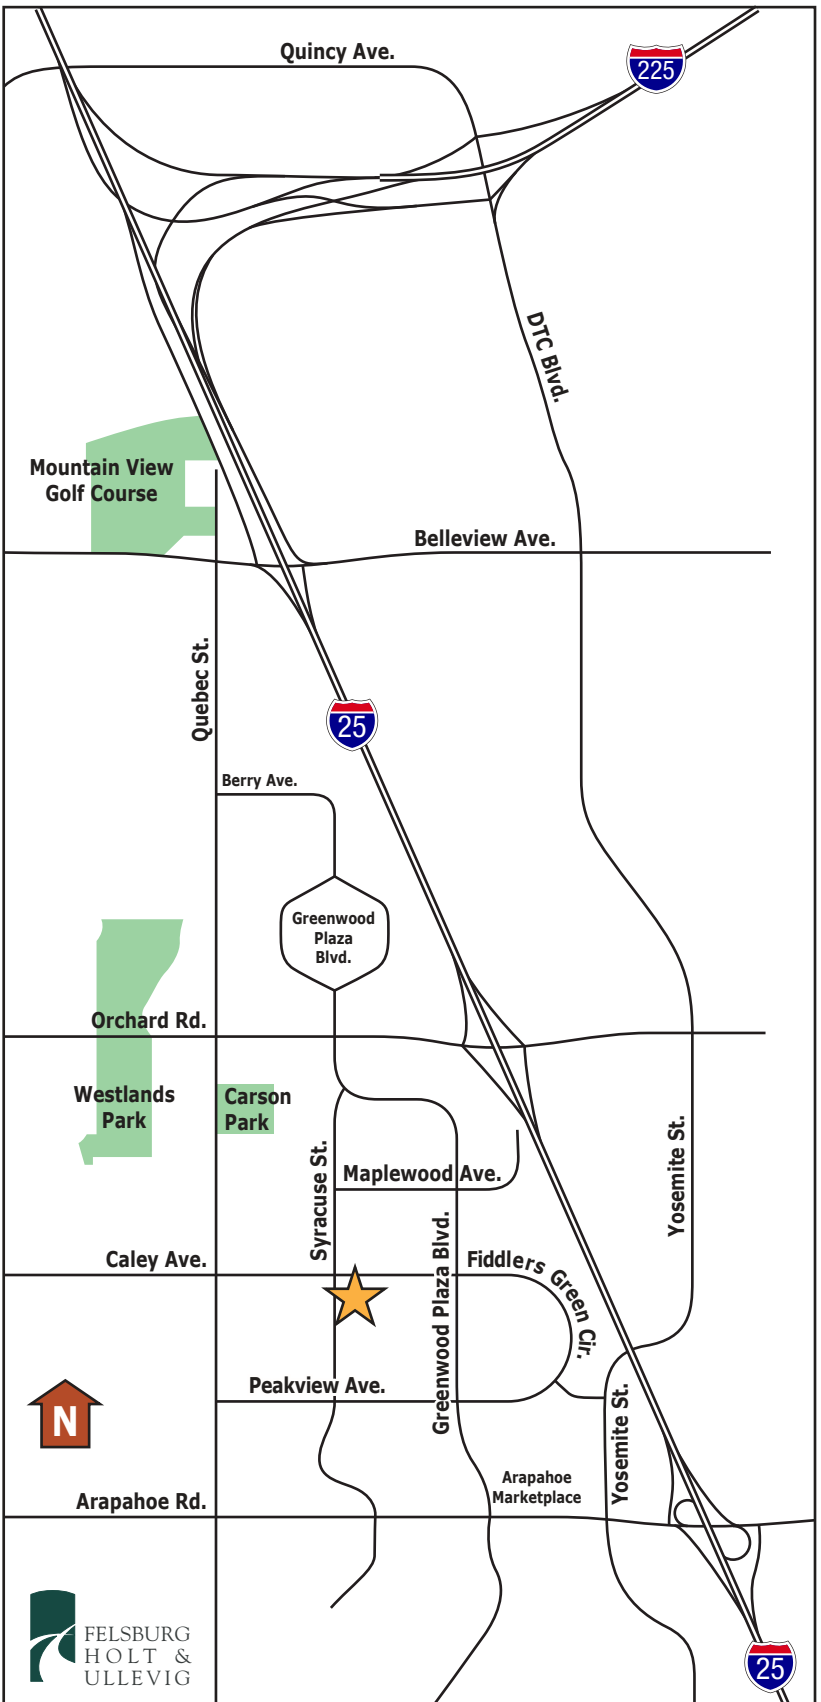 Quincy Ave.
225
DTC Blvd.
Mountain View
Golf Course
Belleview Ave.
Quebec St.
25
Berry Ave.
Greenwood
Plaza
Blvd.
Orchard Rd.
Westlands
Park
Carson
Park
Yosemite St.
Syracuse St.
Maplewood Ave.
Greenwood Plaza Blvd.
Caley Ave.
Fiddlers Green Cir.
Peakview Ave.
N
Yosemite St.
Arapahoe
Marketplace
Arapahoe Rd.
FELSBURG
HOLT &
ULLEVIG
25